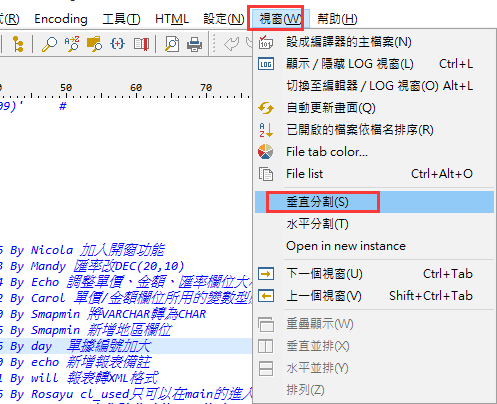 (R) Encoding 工具(T) HTML 設定(N) 視窗(W) 幫助(H)
60 70
09)' #
設成編譯器的主檔案(N)
顯示 / 隱藏 LOG 視窗(L) Ctrl+L
切換至編輯器 / LOG 視窗(O) Alt+L
自動更新畫面(Q)
已開啟的檔案依檔名排序(R)
File tab color...
File list Ctrl+Alt+O
垂直分割(S)
水平分割(T)
Open in new instance
下一個視窗(U) Ctrl+Tab
上一個視窗(V) Shift+Ctrl+Tab
重疊顯示(W)
垂直並排(X)
水平並排(Y)
排列(Z)
By Nicola 加入開窗功能
By Mandy 匯率改DEC(20,10)
By Echo 調整單價、金額、匯率欄位大
By Carol 單價/金額欄位所用的變數型
By Smapmin 將VARCHAR轉為CHAR
By Smapmin 新增地區欄位
By day 單據編號加大
By echo 新增報表備註
By will 報表轉XML格式
By Rosayu cl_used只可以在main的進入